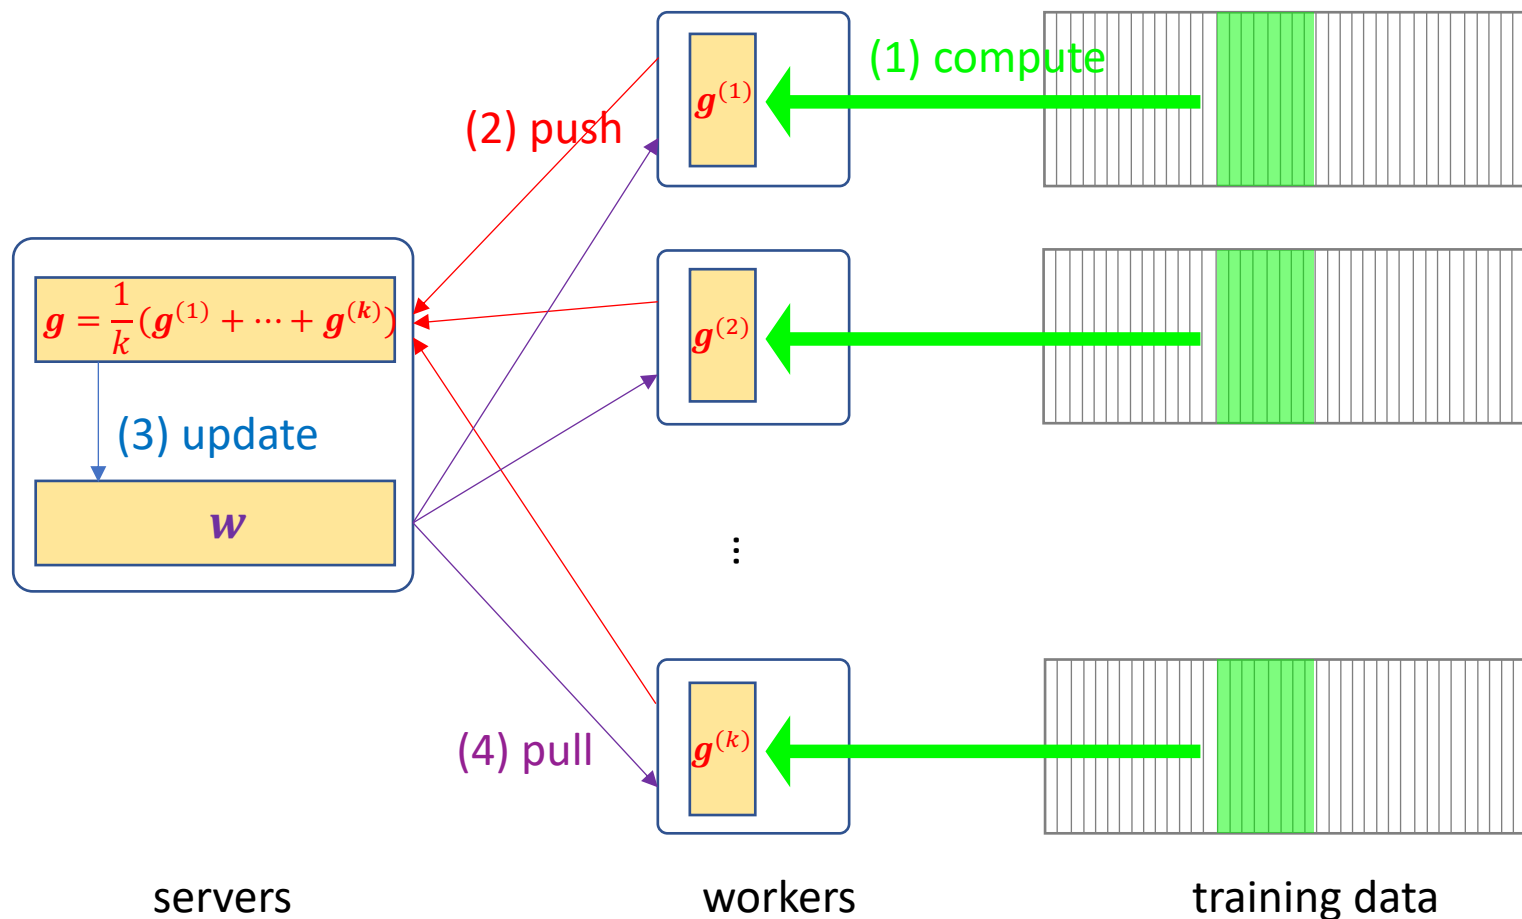 (1) compute
g^(1)
(2) push
g = 1/k (g^(1) + ⋯ + g^(k))
g^(2)
(3) update
w
⋮
(4) pull
g^(k)
servers
workers
training data